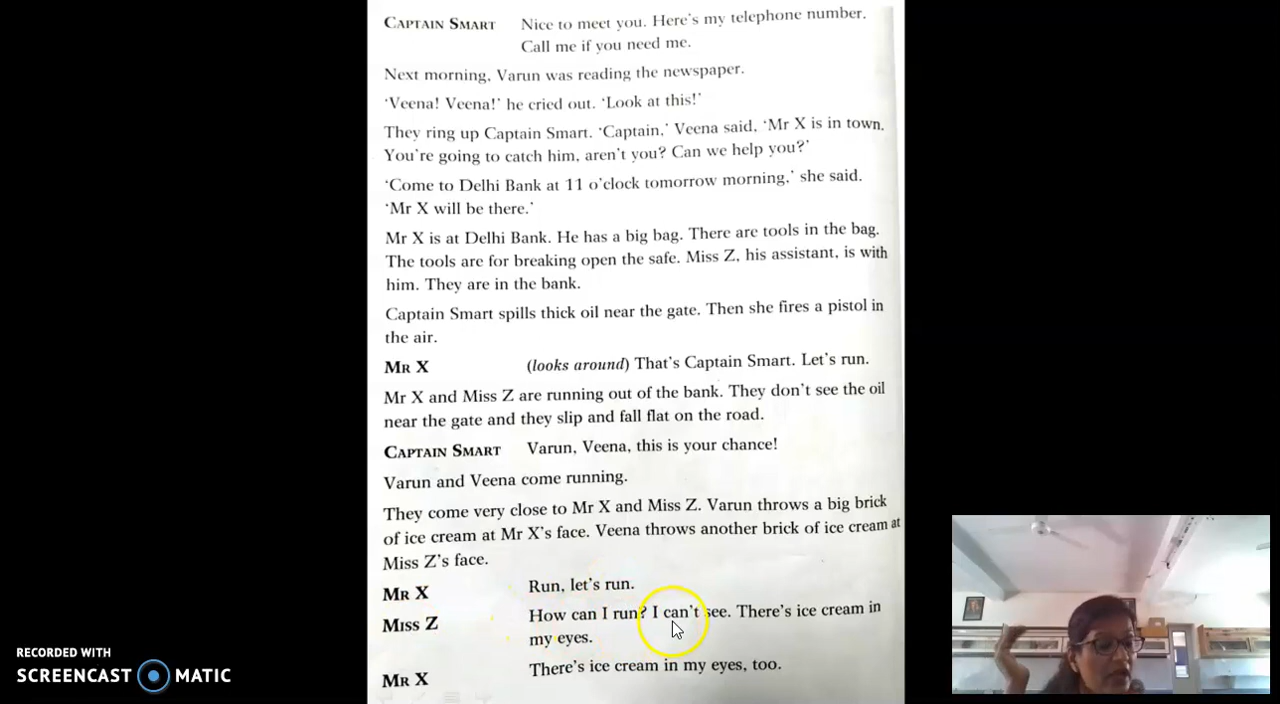 CAPTAIN SMART Nice to meet you. Here's my telephone number.
Call me if you need me.
Next morning, Varun was reading the newspaper.
'Veena! Veena!' he cried out. 'Look at this!'
They ring up Captain Smart. 'Captain,' Veena said, 'Mr X is in town.
You're going to catch him, aren't you? Can we help you?'
'Come to Delhi Bank at 11 o'clock tomorrow morning,' she said.
'Mr X will be there.'
Mr X is at Delhi Bank. He has a big bag. There are tools in the bag.
The tools are for breaking open the safe. Miss Z, his assistant, is with
him. They are in the bank.
Captain Smart spills thick oil near the gate. Then she fires a pistol in
the air.
MR X (looks around) That's Captain Smart. Let's run.
Mr X and Miss Z are running out of the bank. They don't see the oil
near the gate and they slip and fall flat on the road.
CAPTAIN SMART Varun, Veena, this is your chance!
Varun and Veena come running.
They come very close to Mr X and Miss Z. Varun throws a big brick
of ice cream at Mr X's face. Veena throws another brick of ice cream at
Miss Z's face.
MR X Run, let's run.
MISS Z How can I run? I can't see. There's ice cream in
my eyes.
MR X There's ice cream in my eyes, too.
RECORDED WITH
SCREENCAST MATIC